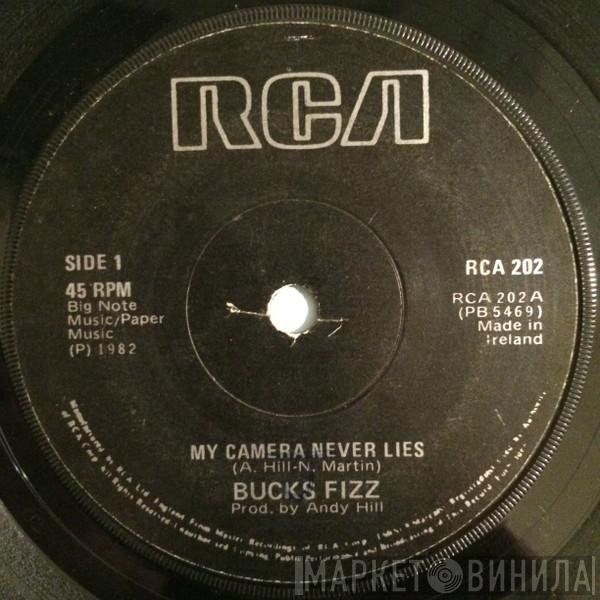 RCA
SIDE 1
45 RPM
Big Note
Music/Paper
Music
(P) 1982
RCA 202
RCA 202A
(PB 5469)
Made in
Ireland
MY CAMERA NEVER LIES
(A. Hill-N. Martin)
BUCKS FIZZ
Prod. by Andy Hill
МАРКЕТ ВИНИЛА